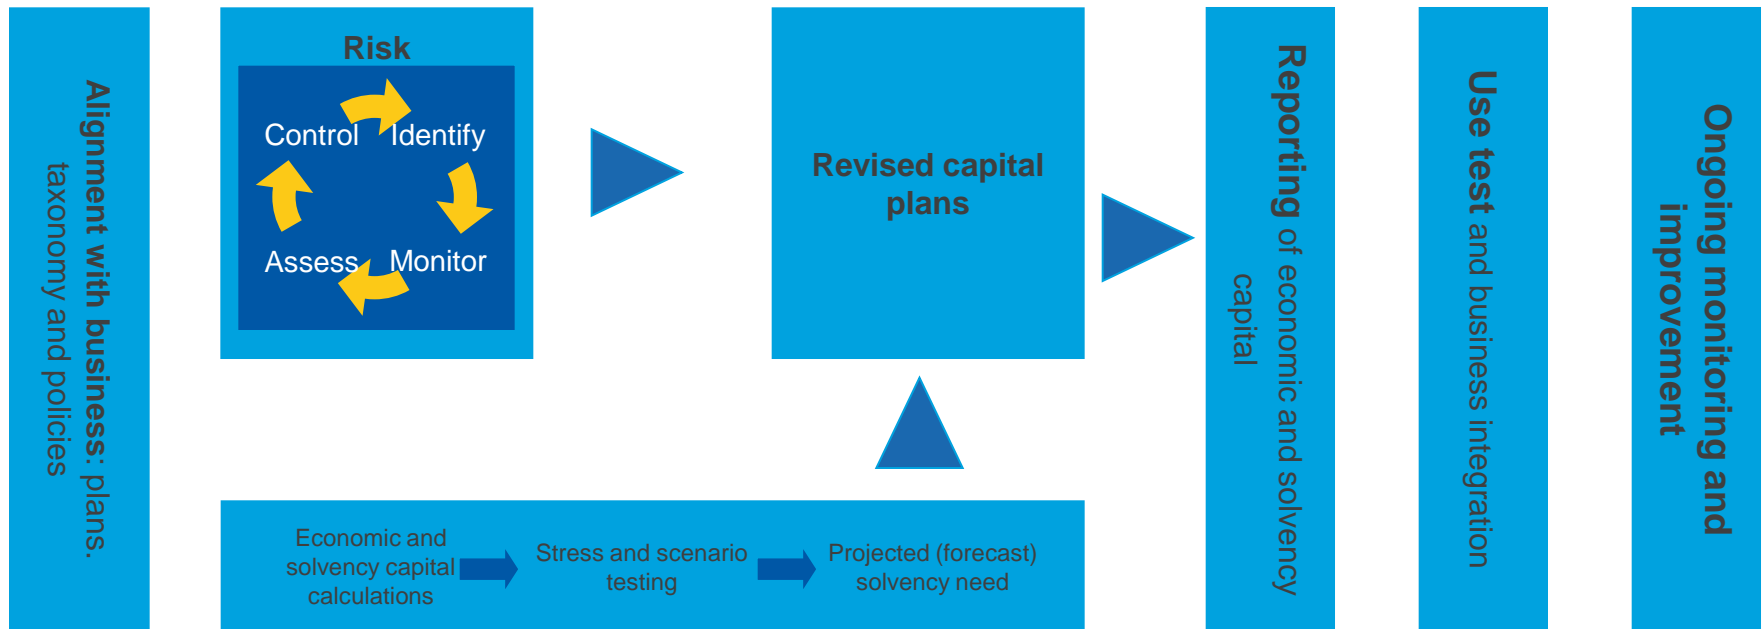 Alignment with business: plans.
taxonomy and policies
Risk
Control
Identify
Assess
Monitor
Revised capital
plans
Economic and
solvency capital
calculations
Stress and scenario
testing
Projected (forecast)
solvency need
Reporting of economic and solvency
capital
Use test and business integration
Ongoing monitoring and
improvement